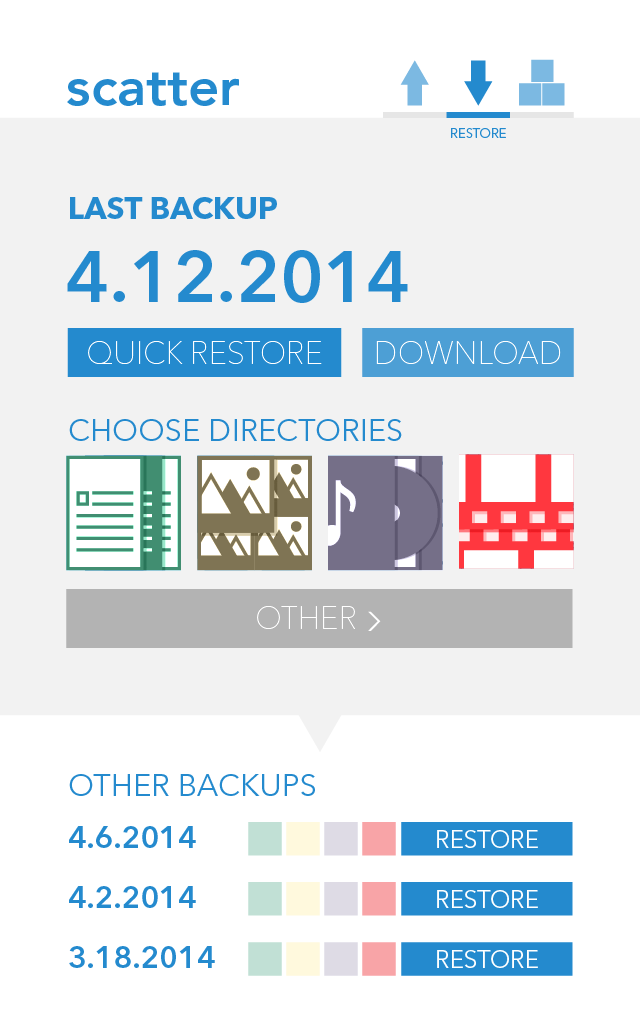 scatter
RESTORE
LAST BACKUP
4.12.2014
QUICK RESTORE
DOWNLOAD
CHOOSE DIRECTORIES
OTHER >
OTHER BACKUPS
4.6.2014 RESTORE
4.2.2014 RESTORE
3.18.2014 RESTORE